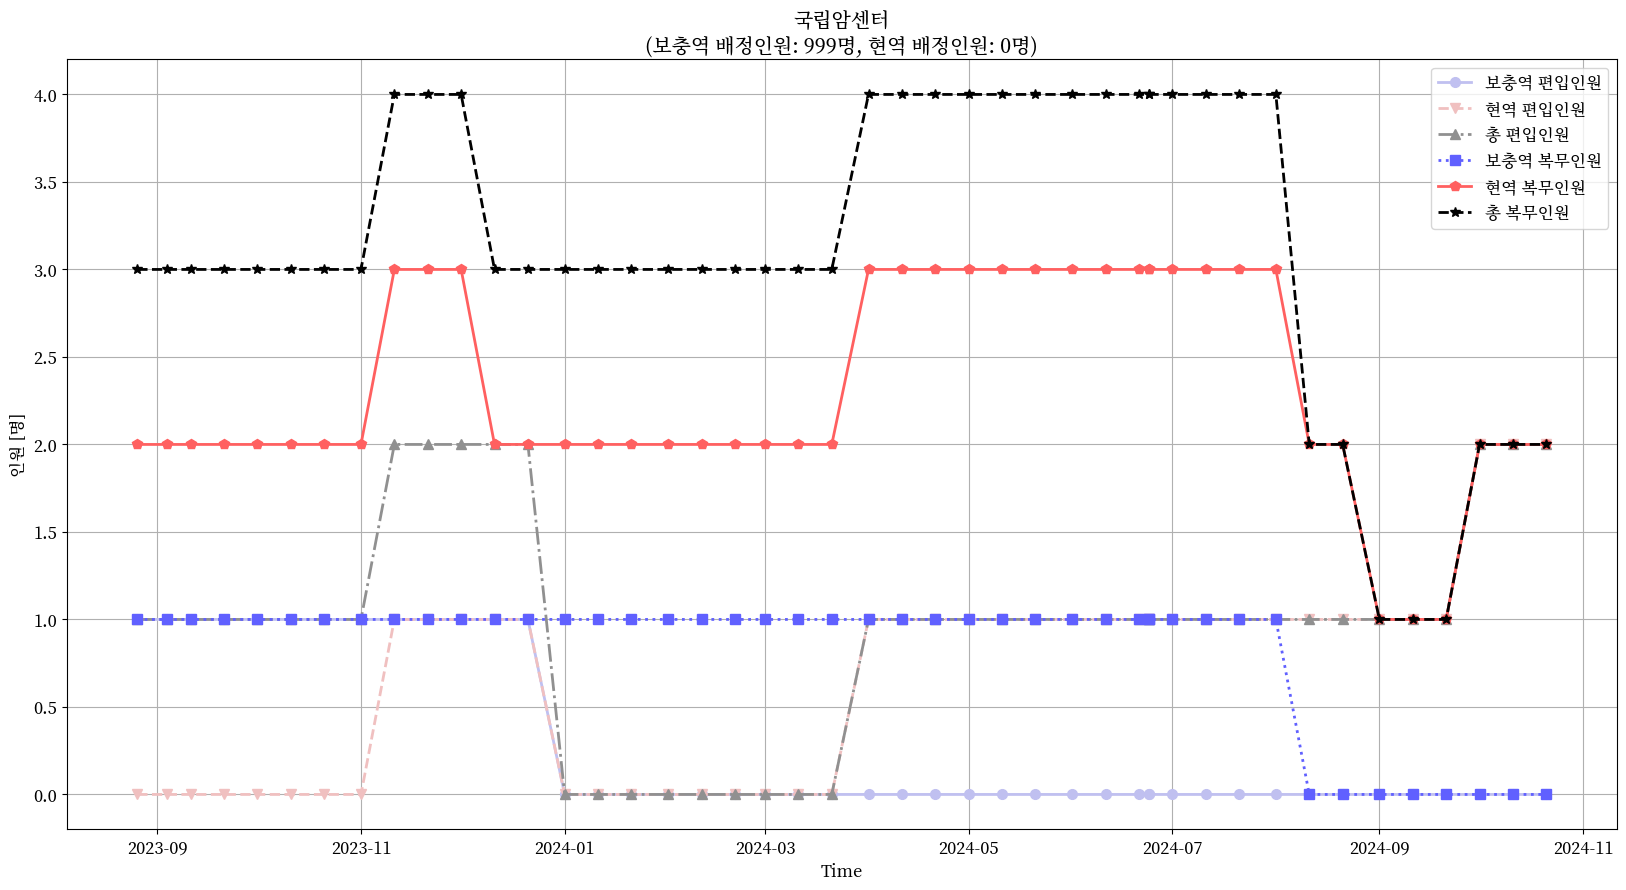 국립암센터
(보충역 배정인원: 999명, 현역 배정인원: 0명)
보충역 편입인원
현역 편입인원
총 편입인원
보충역 복무인원
현역 복무인원
총 복무인원
4.0
3.5
3.0
2.5
2.0
1.5
1.0
0.5
0.0
인원 [명]
2023-09 2023-11 2024-01 2024-03 2024-05 2024-07 2024-09 2024-11
Time